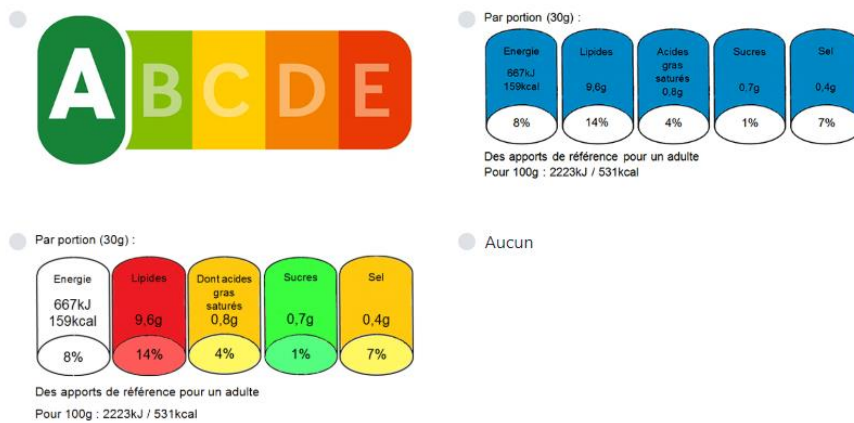 A B C D E
Par portion (30g) :
Energie Lipides Acides gras saturés Sucres Sel
667kJ 159kcal 9,6g 0,8g 0,7g 0,4g
8% 14% 4% 1% 7%
Des apports de référence pour un adulte
Pour 100g : 2223kJ / 531kcal
Par portion (30g) :
Energie Lipides Dont acides gras saturés Sucres Sel
667kJ 159kcal 9,6g 0,8g 0,7g 0,4g
8% 14% 4% 1% 7%
Des apports de référence pour un adulte
Pour 100g : 2223kJ / 531kcal
Aucun